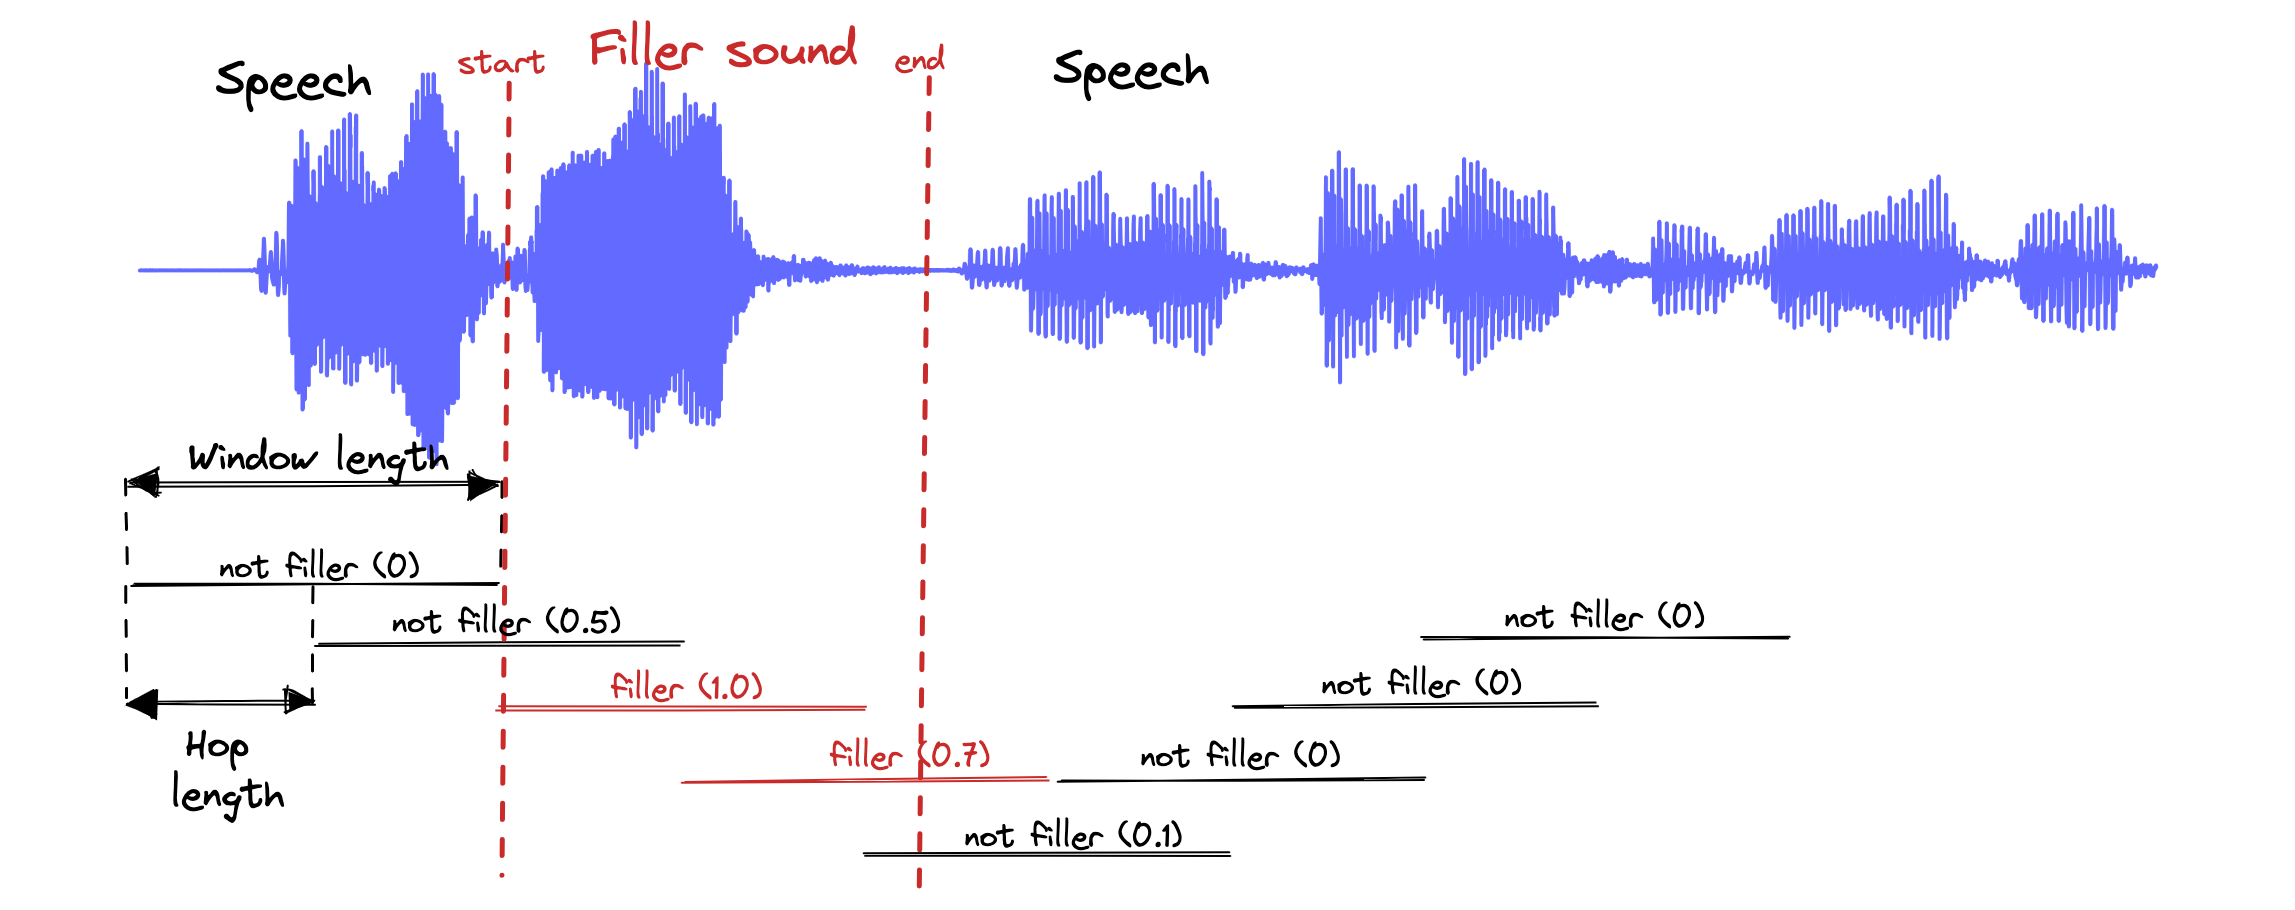 Speech
start
Filler sound
end
Speech
Window length
not filler (0)
not filler (0.5)
not filler (0)
filler (1.0)
not filler (0)
filler (0.7)
not filler (0)
Hop
length
not filler (0.1)